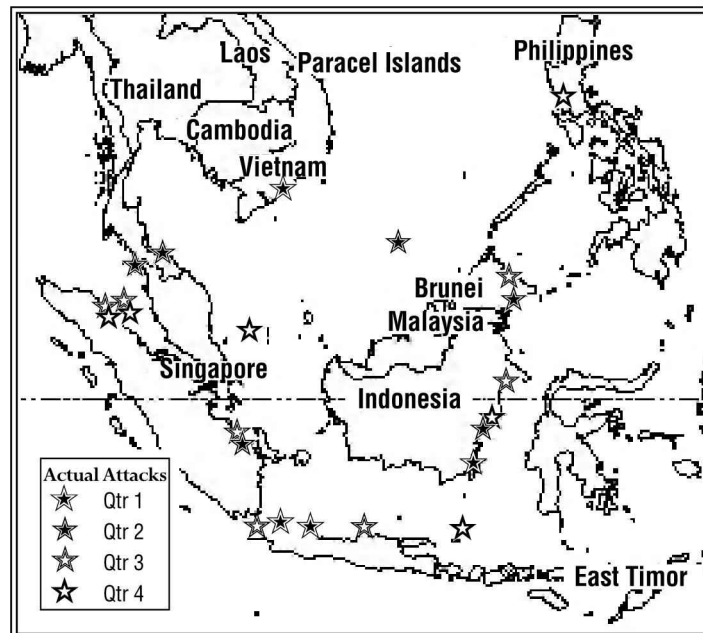 Philippines
Laos
Paracel Islands
Thailand
Cambodia
Vietnam
Brunei
Malaysia
Singapore
Indonesia
Actual Attacks
Qtr 1
Qtr 2
Qtr 3
Qtr 4
East Timor